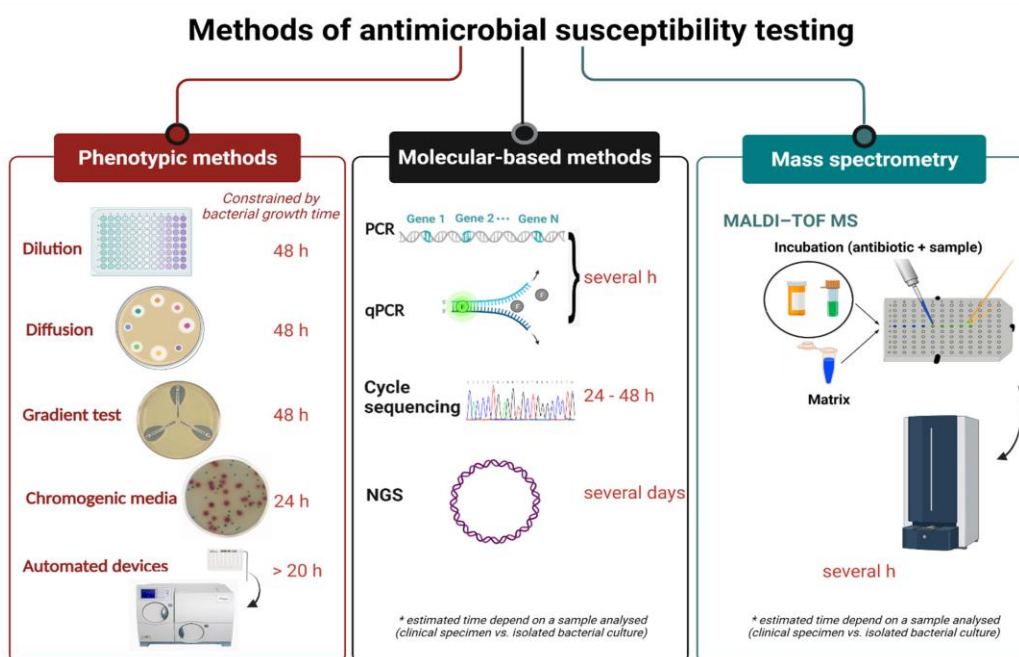 Methods of antimicrobial susceptibility testing
Phenotypic methods
Constrained by
bacterial growth time
Dilution
48 h
Diffusion
48 h
Gradient test
48 h
Chromogenic media
24 h
Automated devices
> 20 h
Molecular-based methods
PCR
Gene 1 Gene 2 ··· Gene N
several h
qPCR
F
F
F
Cycle
sequencing
24 - 48 h
NGS
several days
* estimated time depend on a sample analysed
(clinical specimen vs. isolated bacterial culture)
Mass spectrometry
MALDI–TOF MS
Incubation (antibiotic + sample)
Matrix
several h
* estimated time depend on a sample analysed
(clinical specimen vs. isolated bacterial culture)